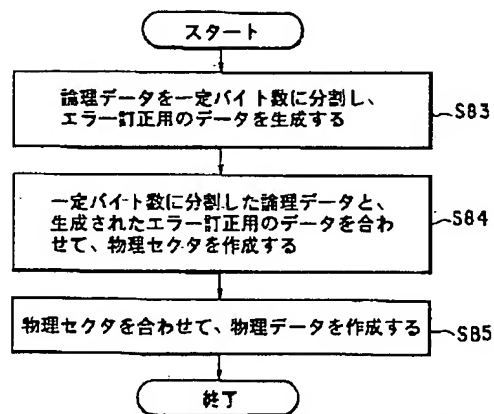 スタート
論理データを一定バイト数に分割し、
エラー訂正用のデータを生成する
SB3
一定バイト数に分割した論理データと、
生成されたエラー訂正用のデータを合わ
せて、物理セクタを作成する
SB4
物理セクタを合わせて、物理データを作成する
SB5
終了